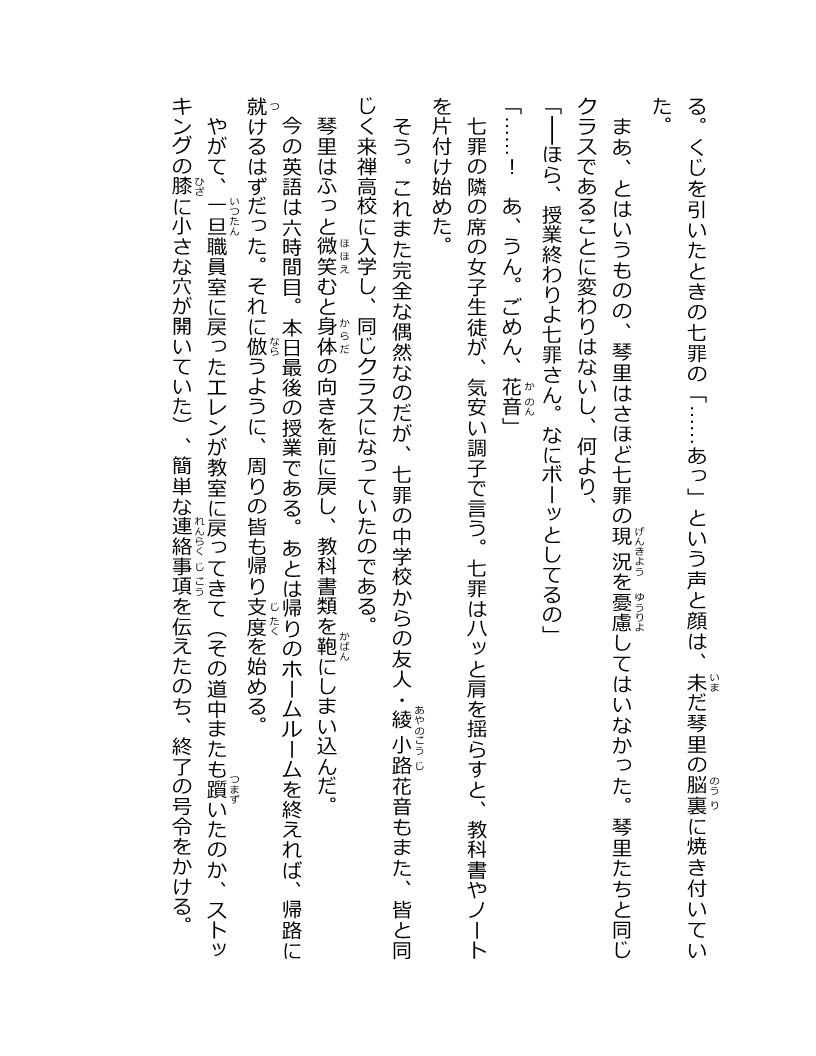 る。くじを引いたときの七罪の「……あっ」という声と顔は、未だ琴里の脳裏に焼き付いてい
た。
まあ、とはいうものの、琴里はさほど七罪の現況を憂慮してはいなかった。琴里たちと同じ
クラスであることに変わりはないし、何より、
「──ほら、授業終わりよ七罪さん。なにボーッとしてるの」
「……！　あ、うん。ごめん、花音」
七罪の隣の席の女子生徒が、気安い調子で言う。七罪はハッと肩を揺らすと、教科書やノート
を片付け始めた。
そう。これまた完全な偶然なのだが、七罪の中学校からの友人・綾小路花音もまた、皆と同
じく来禅高校に入学し、同じクラスになっていたのである。
琴里はふっと微笑むと身体の向きを前に戻し、教科書類を鞄にしまい込んだ。
今の英語は六時間目。本日最後の授業である。あとは帰りのホームルームを終えれば、帰路に
就けるはずだった。それに倣うように、周りの皆も帰り支度を始める。
やがて、一旦職員室に戻ったエレンが教室に戻ってきて（その道中またも躓いたのか、ストッ
キングの膝に小さな穴が開いていた）、簡単な連絡事項を伝えたのち、終了の号令をかける。